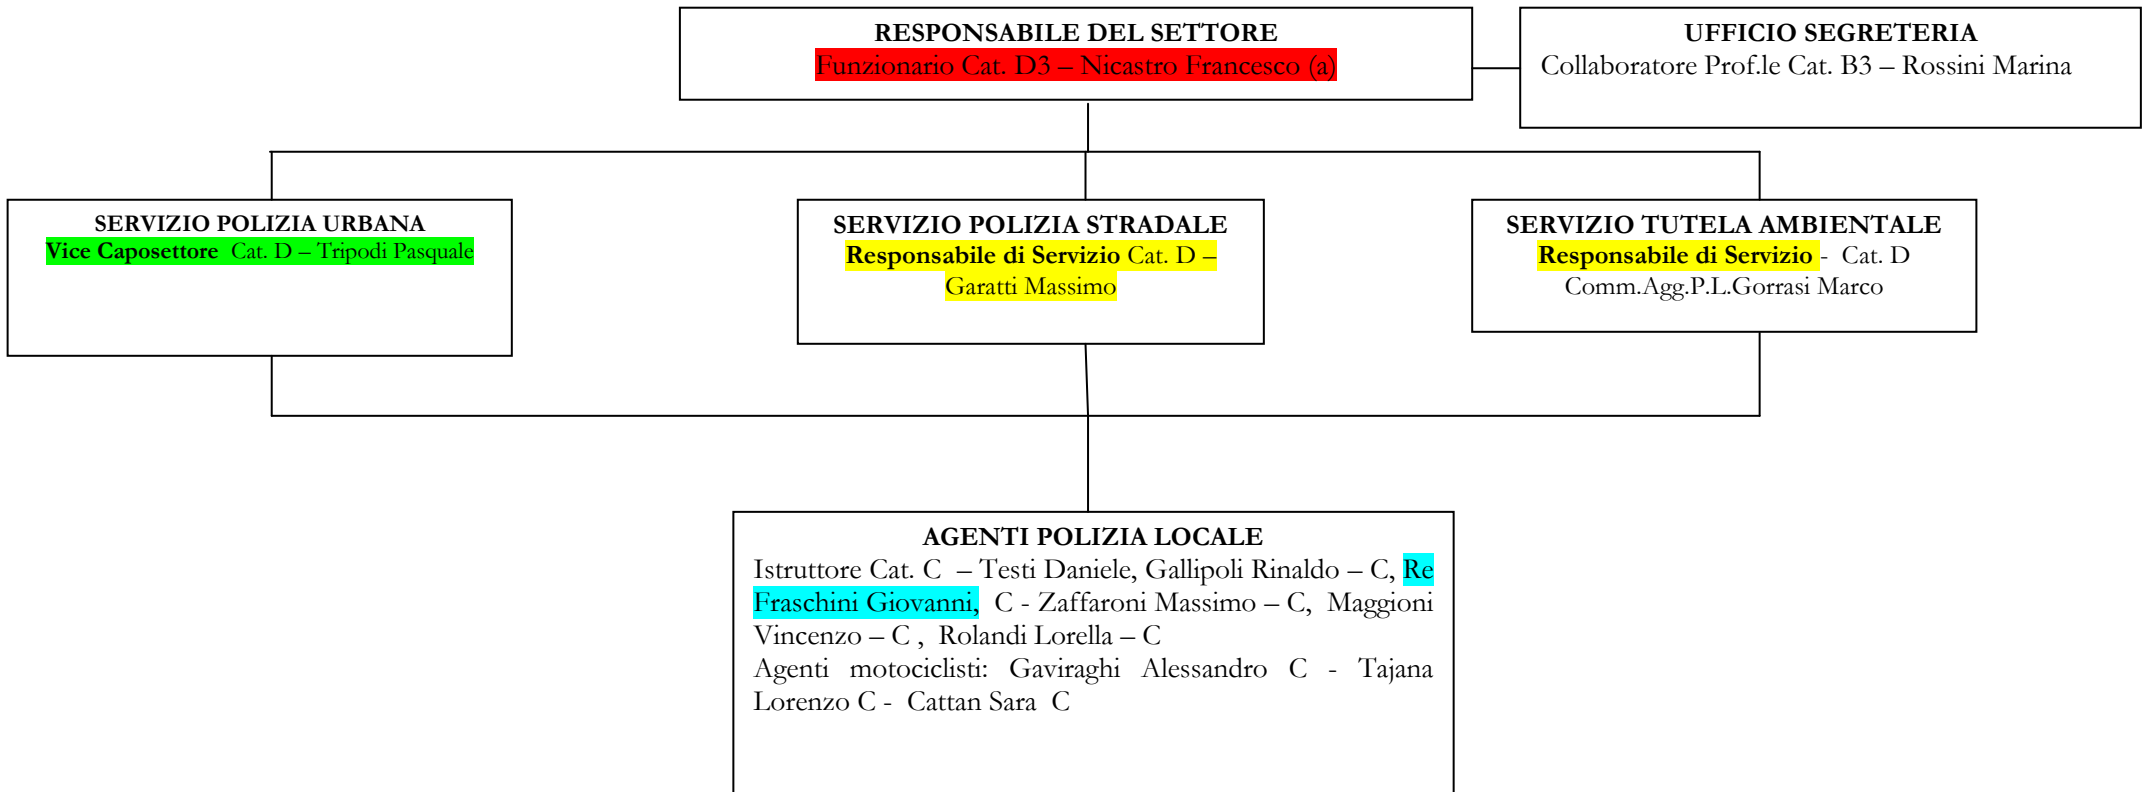 RESPONSABILE DEL SETTORE
Funzionario Cat. D3 – Nicastro Francesco (a)
UFFICIO SEGRETERIA
Collaboratore Prof.le Cat. B3 – Rossini Marina
SERVIZIO POLIZIA URBANA
Vice Caposettore Cat. D – Tripodi Pasquale
SERVIZIO POLIZIA STRADALE
Responsabile di Servizio Cat. D –
Garatti Massimo
SERVIZIO TUTELA AMBIENTALE
Responsabile di Servizio - Cat. D
Comm.Agg.P.L.Gorrasi Marco
AGENTI POLIZIA LOCALE
Istruttore Cat. C – Testi Daniele, Gallipoli Rinaldo – C, Re
Fraschini Giovanni, C - Zaffaroni Massimo – C, Maggioni
Vincenzo – C , Rolandi Lorella – C
Agenti motociclisti: Gaviraghi Alessandro C - Tajana
Lorenzo C - Cattan Sara C